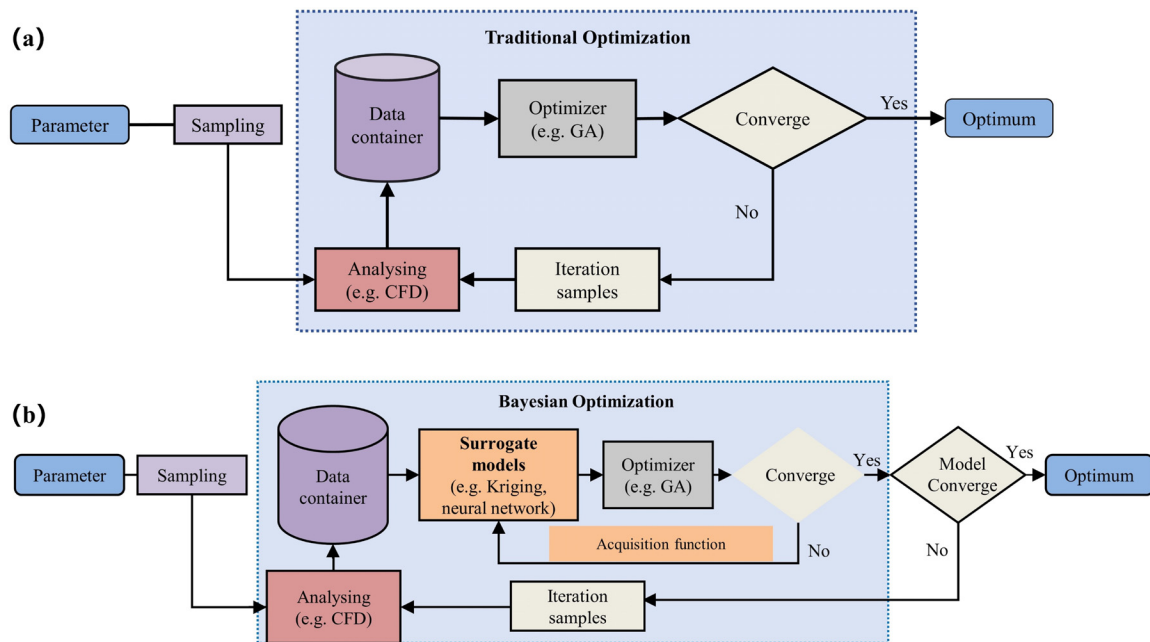 (a)
Traditional Optimization
Parameter
Sampling
Data
container
Optimizer
(e.g. GA)
Converge
Yes
Optimum
No
Analysing
(e.g. CFD)
Iteration
samples
(b)
Bayesian Optimization
Parameter
Sampling
Data
container
Surrogate
models
(e.g. Kriging,
neural network)
Optimizer
(e.g. GA)
Converge
Yes
Model
Converge
Yes
Optimum
Acquisition function
No
No
Analysing
(e.g. CFD)
Iteration
samples